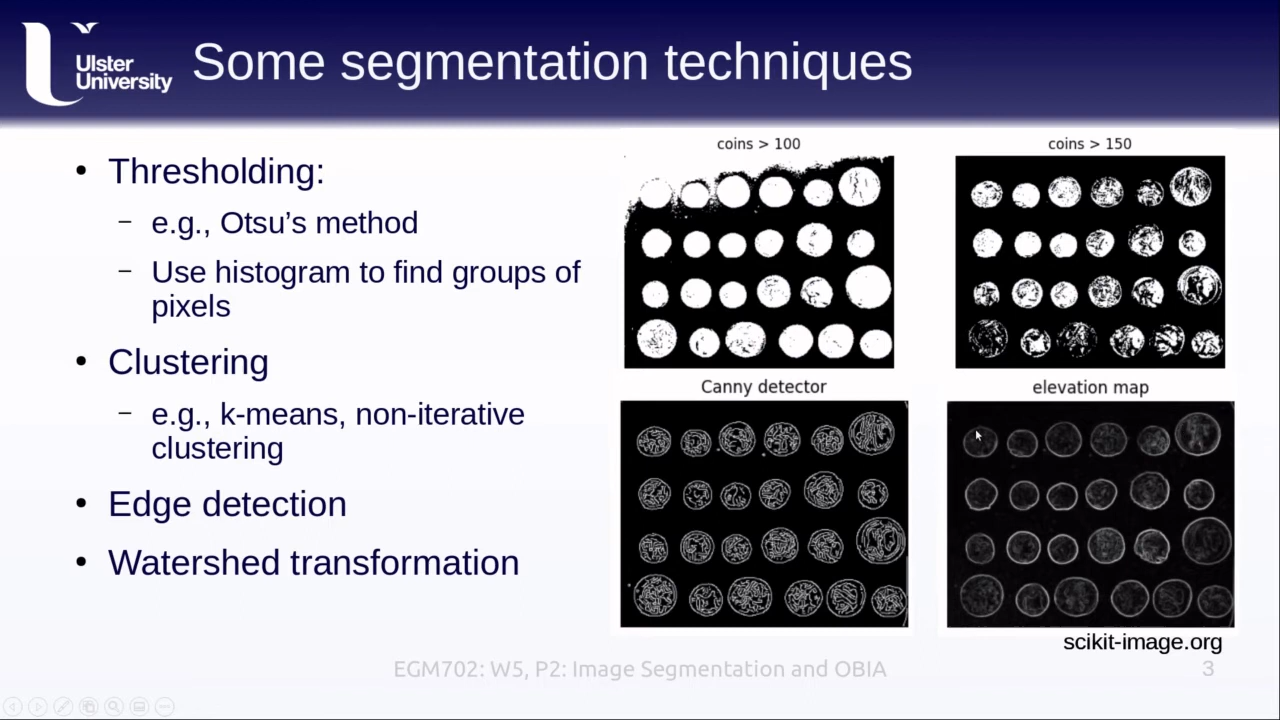 Ulster
University
Some segmentation techniques
• Thresholding:
– e.g., Otsu’s method
– Use histogram to find groups of
pixels
• Clustering
– e.g., k-means, non-iterative
clustering
• Edge detection
• Watershed transformation
coins > 100
coins > 150
Canny detector
elevation map
scikit-image.org
EGM702: W5, P2: Image Segmentation and OBIA
3